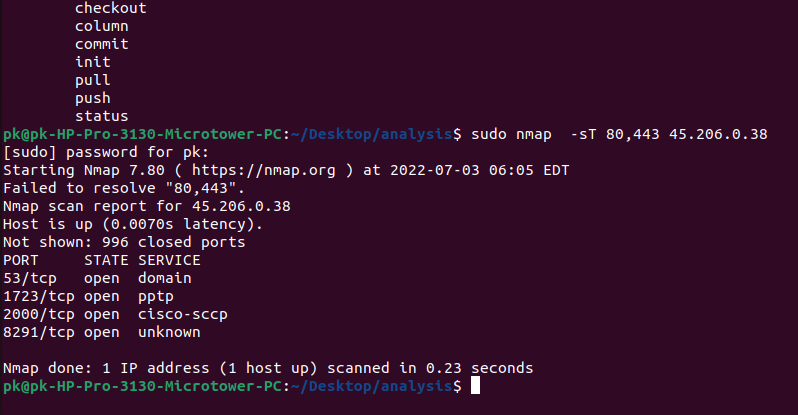 checkout
column
commit
init
pull
push
status
pk@pk-HP-Pro-3130-Microtower-PC:~/Desktop/analysis$ sudo nmap  -sT 80,443 45.206.0.38
[sudo] password for pk:
Starting Nmap 7.80 ( https://nmap.org ) at 2022-07-03 06:05 EDT
Failed to resolve "80,443".
Nmap scan report for 45.206.0.38
Host is up (0.0070s latency).
Not shown: 996 closed ports
PORT     STATE SERVICE
53/tcp   open  domain
1723/tcp open  pptp
2000/tcp open  cisco-sccp
8291/tcp open  unknown
Nmap done: 1 IP address (1 host up) scanned in 0.23 seconds
pk@pk-HP-Pro-3130-Microtower-PC:~/Desktop/analysis$